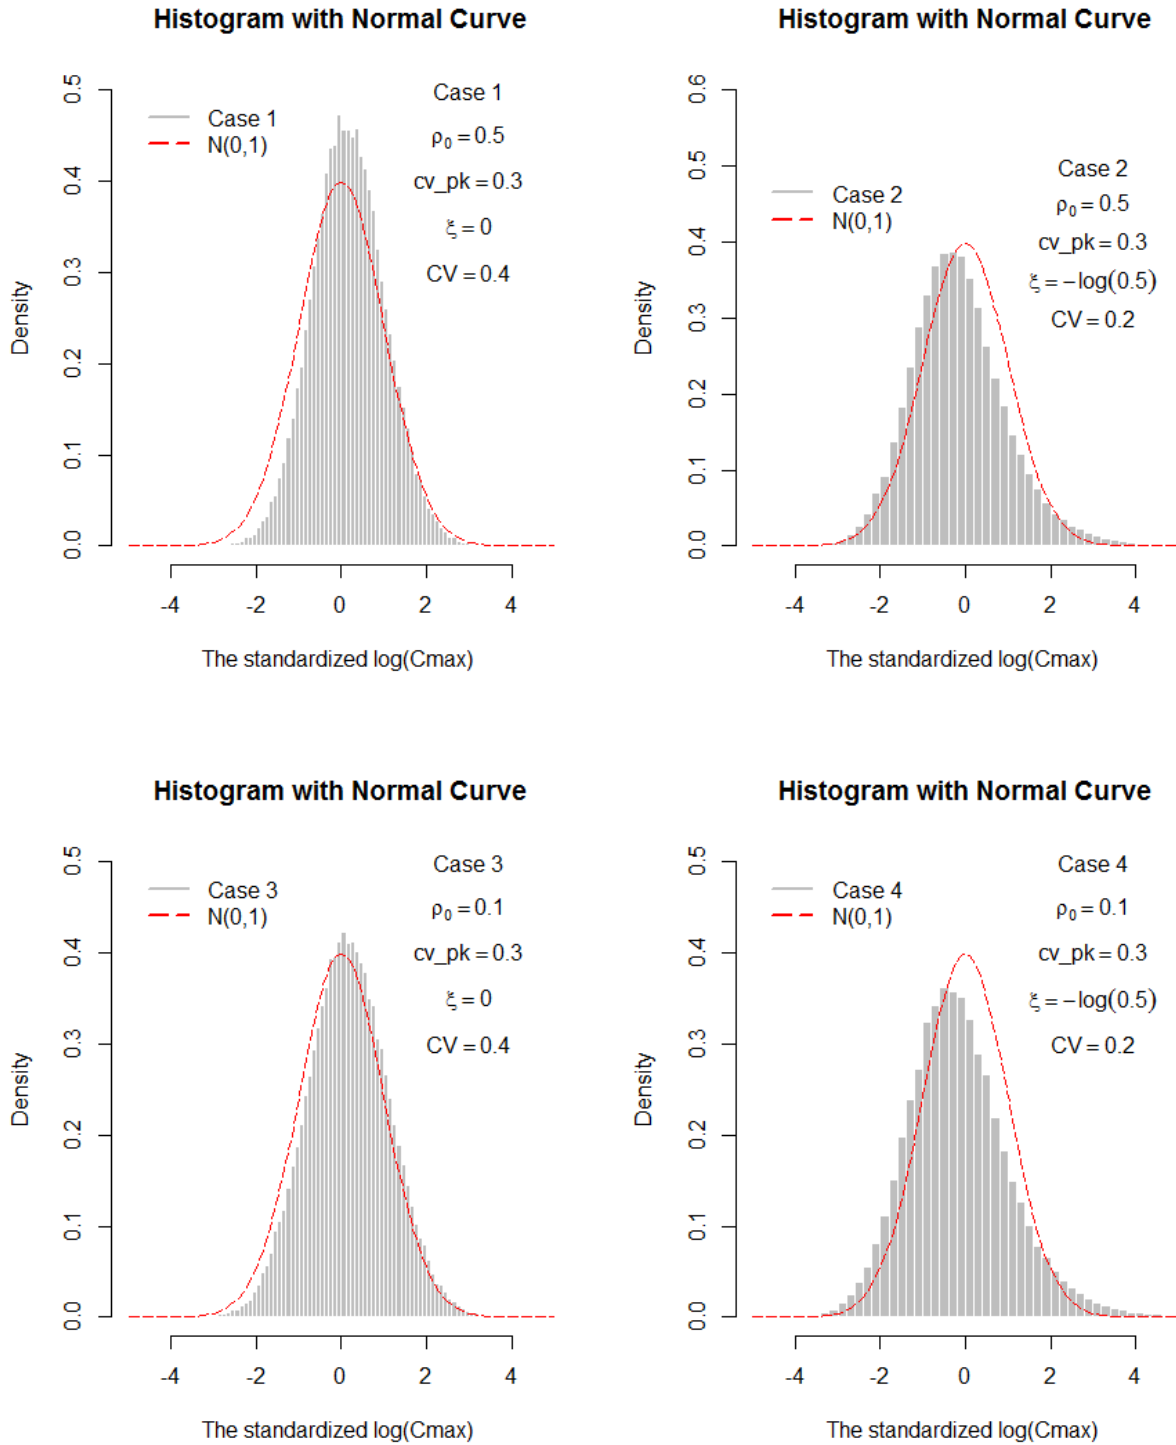 Histogram with Normal Curve
Case 1
N(0,1)
Case 1
ρ₀ = 0.5
cv_pk = 0.3
ξ = 0
CV = 0.4
Density
0.0
0.1
0.2
0.3
0.4
0.5
-4
-2
0
2
4
The standardized log(Cmax)
Histogram with Normal Curve
Case 2
N(0,1)
Case 2
ρ₀ = 0.5
cv_pk = 0.3
ξ = −log(0.5)
CV = 0.2
Density
0.0
0.1
0.2
0.3
0.4
0.5
0.6
-4
-2
0
2
4
The standardized log(Cmax)
Histogram with Normal Curve
Case 3
N(0,1)
Case 3
ρ₀ = 0.1
cv_pk = 0.3
ξ = 0
CV = 0.4
Density
0.0
0.1
0.2
0.3
0.4
0.5
-4
-2
0
2
4
The standardized log(Cmax)
Histogram with Normal Curve
Case 4
N(0,1)
Case 4
ρ₀ = 0.1
cv_pk = 0.3
ξ = −log(0.5)
CV = 0.2
Density
0.0
0.1
0.2
0.3
0.4
0.5
-4
-2
0
2
4
The standardized log(Cmax)